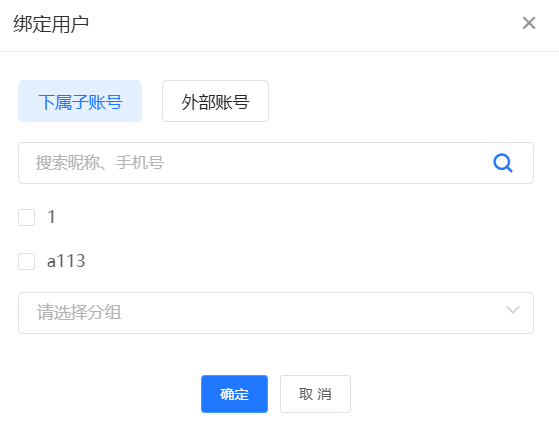 绑定用户
下属子账号 外部账号
搜索昵称、手机号
1
a113
请选择分组
确定 取 消